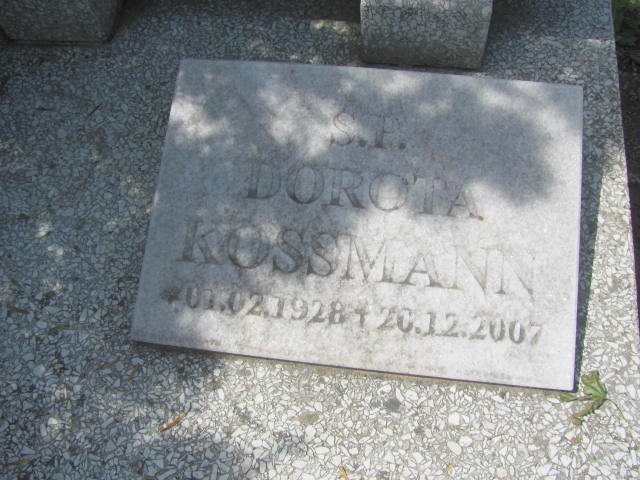 Ś.P.
DOROTA
KOSSMANN
* 01.02.1928 † 20.12.2007